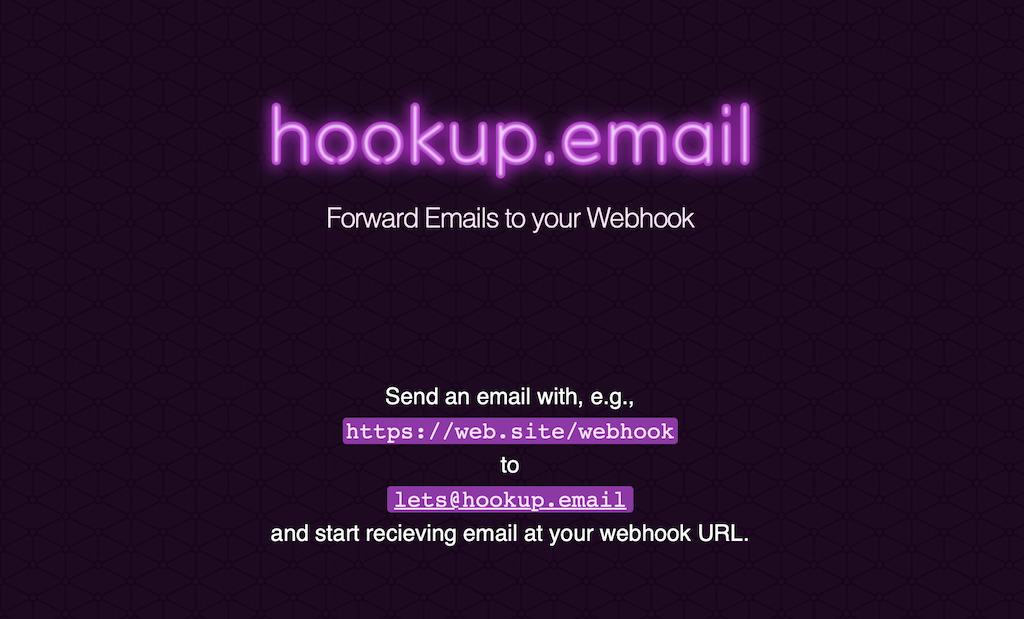 hookup.email
Forward Emails to your Webhook
Send an email with, e.g.,
https://web.site/webhook
to
lets@hookup.email
and start recieving email at your webhook URL.